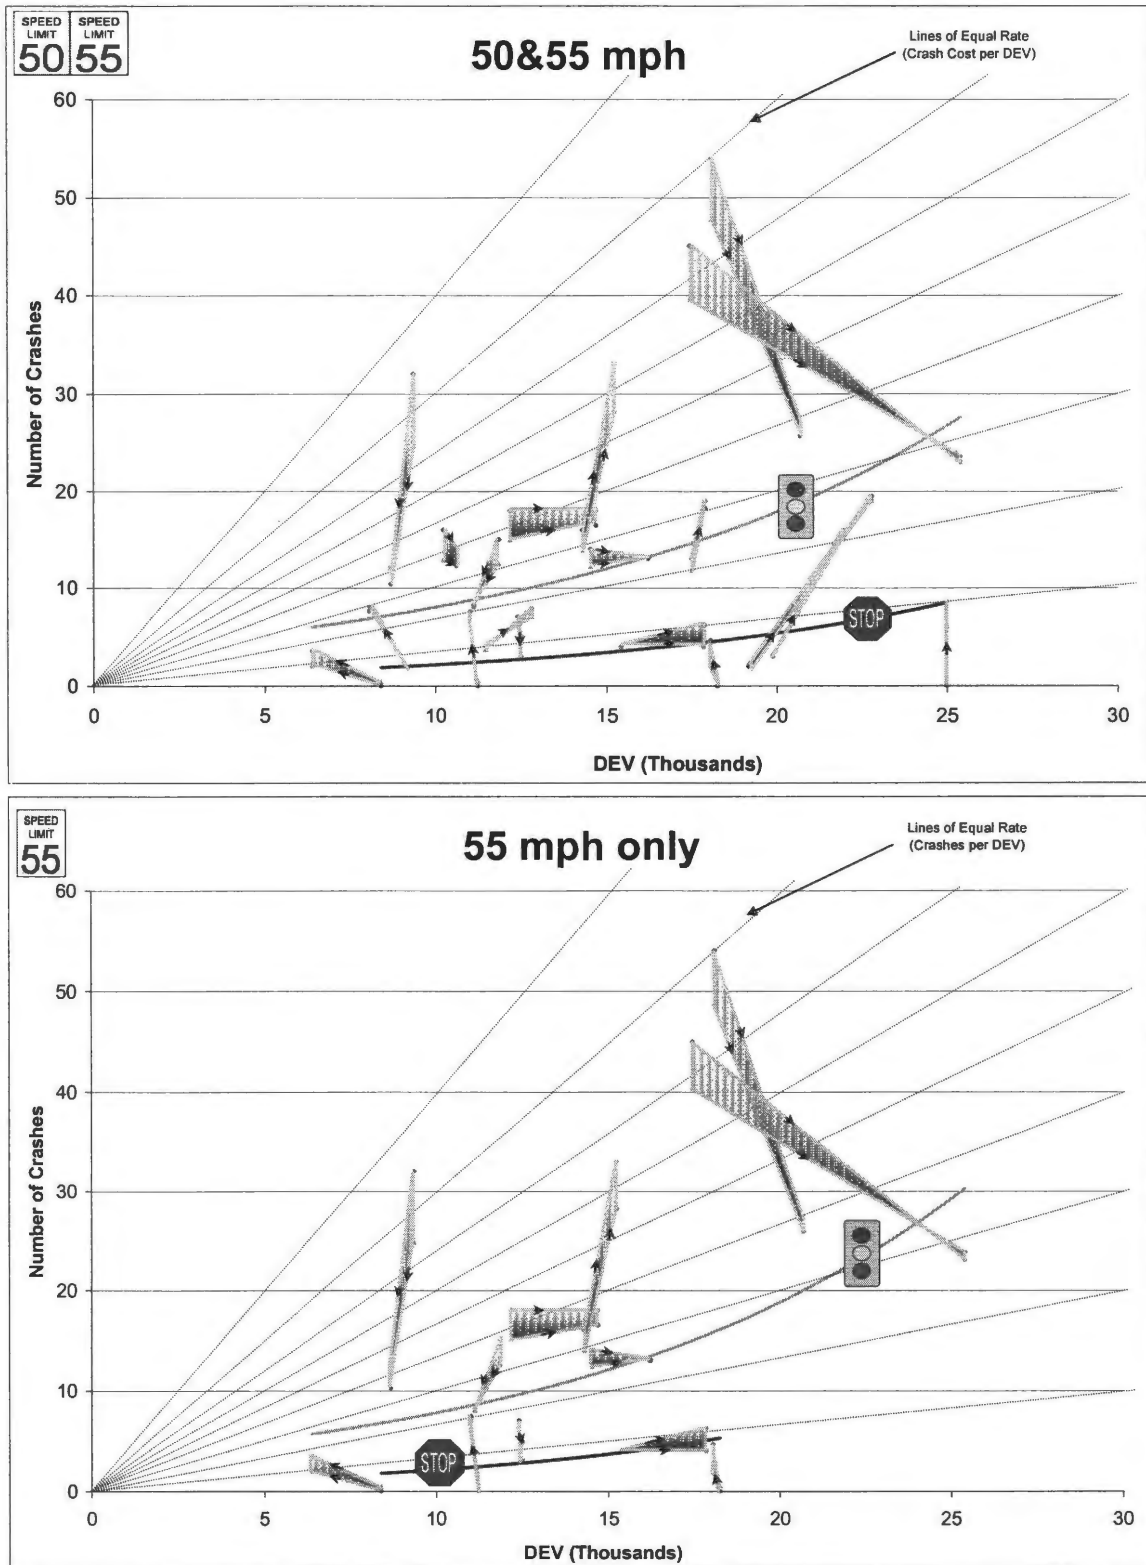 SPEED
LIMIT
50
SPEED
LIMIT
55
50&55 mph
Lines of Equal Rate
(Crash Cost per DEV)
Number of Crashes
60
50
40
30
20
10
0
STOP
0 5 10 15 20 25 30
DEV (Thousands)
SPEED
LIMIT
55
55 mph only
Lines of Equal Rate
(Crashes per DEV)
Number of Crashes
60
50
40
30
20
10
0
STOP
0 5 10 15 20 25 30
DEV (Thousands)